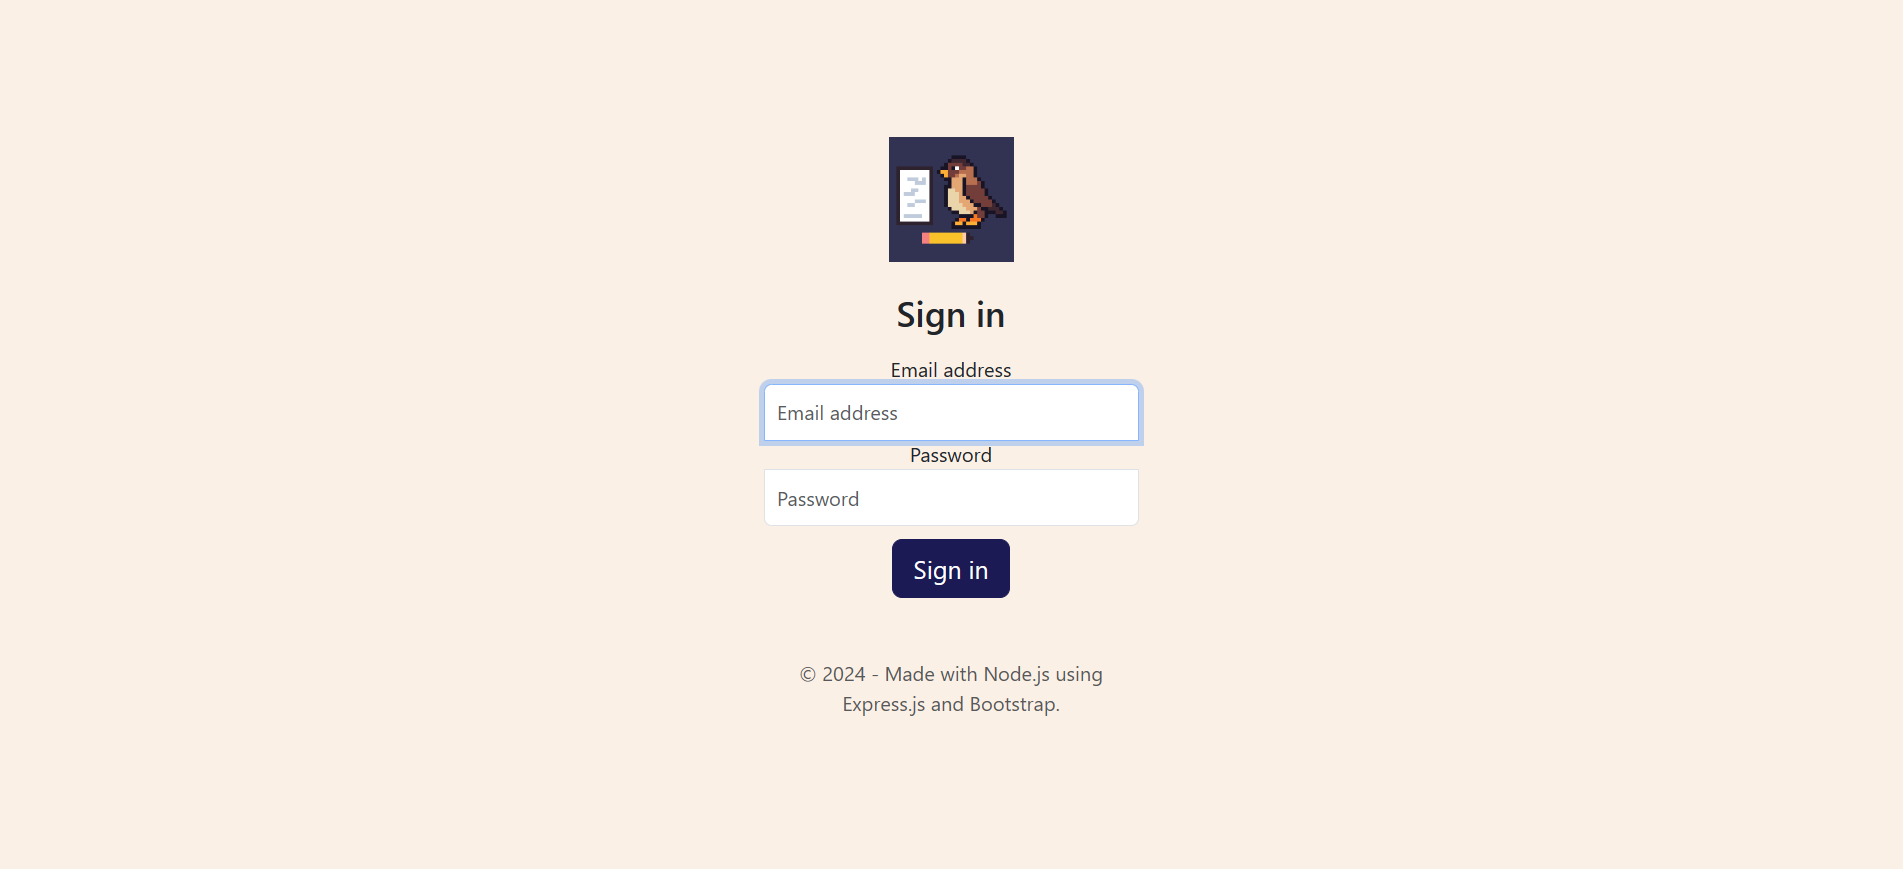 Sign in
Email address
Email address
Password
Password
Sign in
© 2024 - Made with Node.js using
Express.js and Bootstrap.